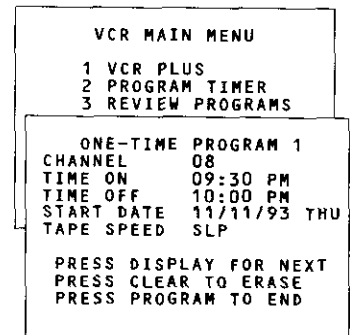 VCR MAIN MENU
1 VCR PLUS
2 PROGRAM TIMER
3 REVIEW PROGRAMS
ONE-TIME PROGRAM 1
CHANNEL 08
TIME ON 09:30 PM
TIME OFF 10:00 PM
START DATE 11/11/93 THU
TAPE SPEED SLP
PRESS DISPLAY FOR NEXT
PRESS CLEAR TO ERASE
PRESS PROGRAM TO END